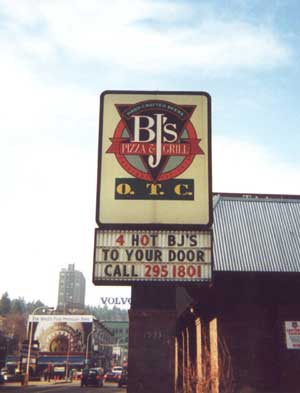 HAND CRAFTED BEERS
BJ's
PIZZA & GRILL
O. T. C.
4 HOT BJ'S
TO YOUR DOOR
CALL 295 1801
VOLVO